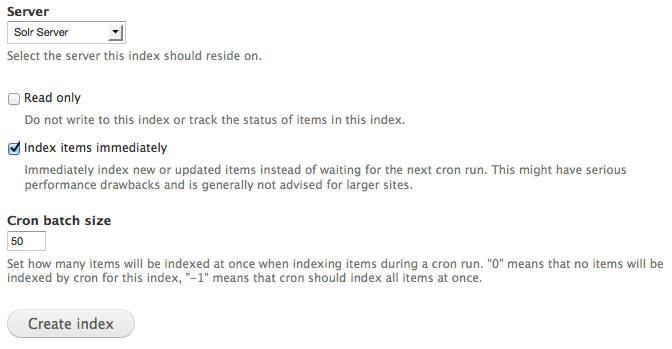 Server
Solr Server
Select the server this index should reside on.
Read only
Do not write to this index or track the status of items in this index.
Index items immediately
Immediately index new or updated items instead of waiting for the next cron run. This might have serious
performance drawbacks and is generally not advised for larger sites.
Cron batch size
50
Set how many items will be indexed at once when indexing items during a cron run. "0" means that no items will be
indexed by cron for this index, "-1" means that cron should index all items at once.
Create index